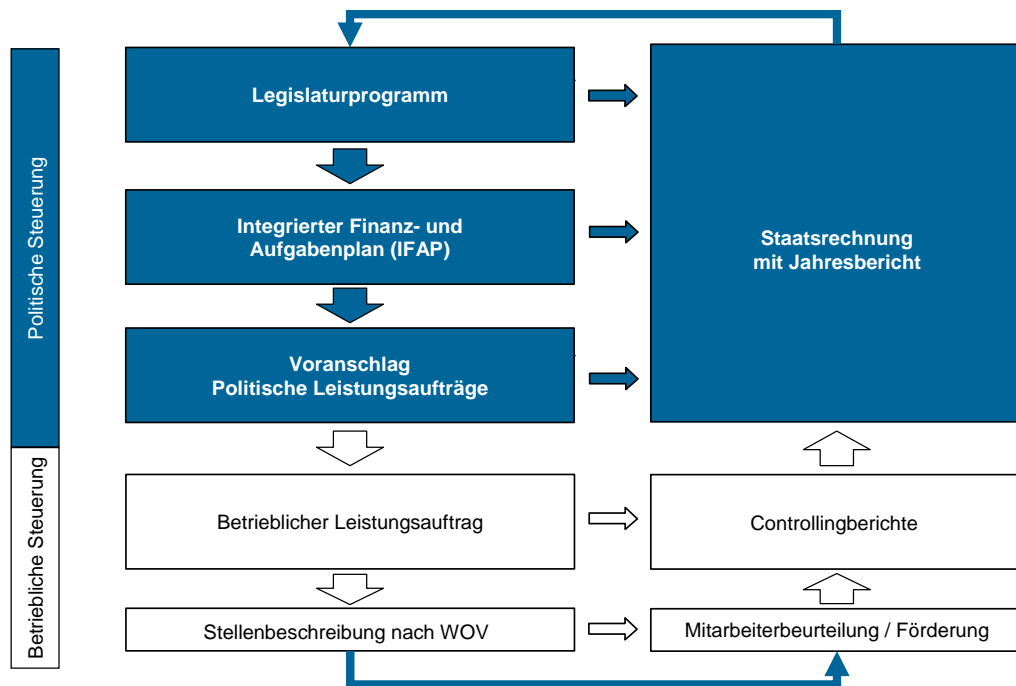 Politische Steuerung
Legislaturprogramm
Integrierter Finanz- und
Aufgabenplan (IFAP)
Voranschlag
Politische Leistungsaufträge
Staatsrechnung
mit Jahresbericht
Betriebliche Steuerung
Betrieblicher Leistungsauftrag
Controllingberichte
Stellenbeschreibung nach WOV
Mitarbeiterbeurteilung / Förderung